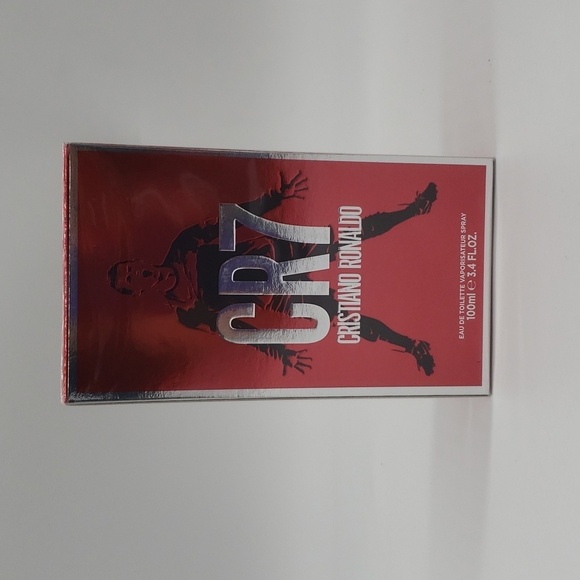 CR7
CRISTIANO RONALDO
EAU DE TOILETTE VAPORISATEUR SPRAY
100ml ℮ 3.4 FL.OZ.